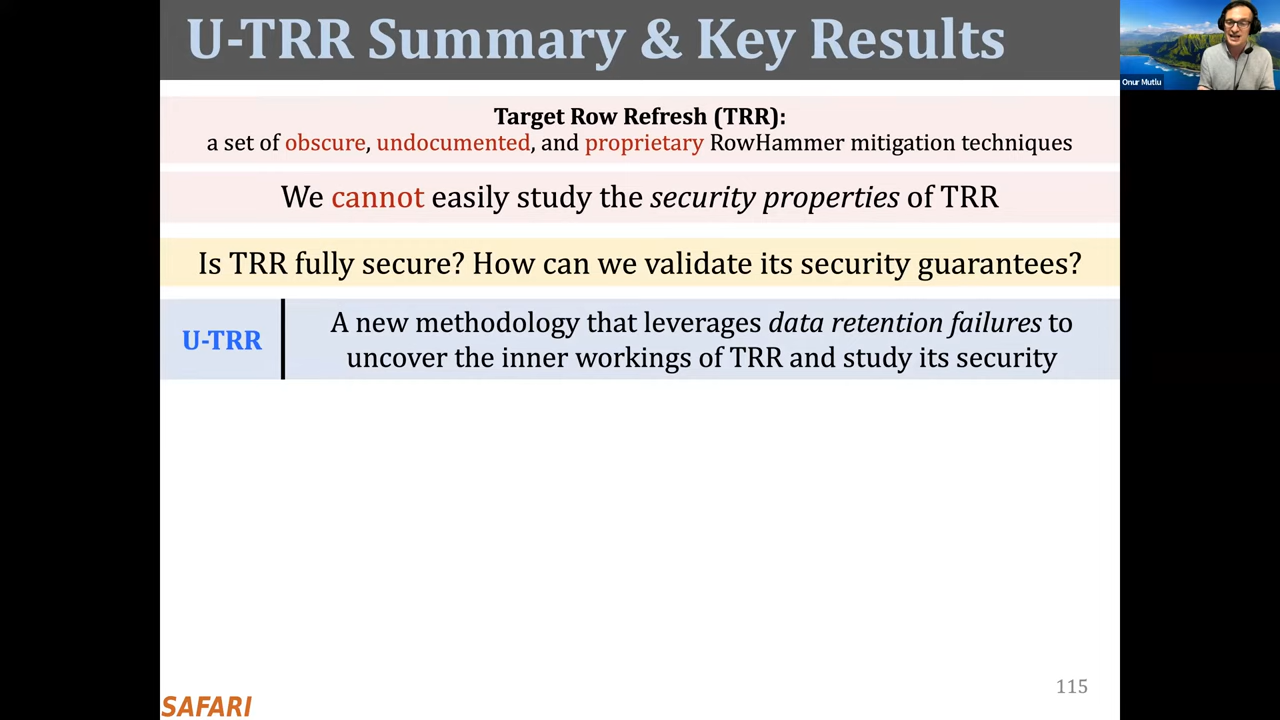 U-TRR Summary & Key Results
Onur Mutlu
Target Row Refresh (TRR):
a set of obscure, undocumented, and proprietary RowHammer mitigation techniques
We cannot easily study the security properties of TRR
Is TRR fully secure? How can we validate its security guarantees?
U-TRR
A new methodology that leverages data retention failures to
uncover the inner workings of TRR and study its security
115
SAFARI